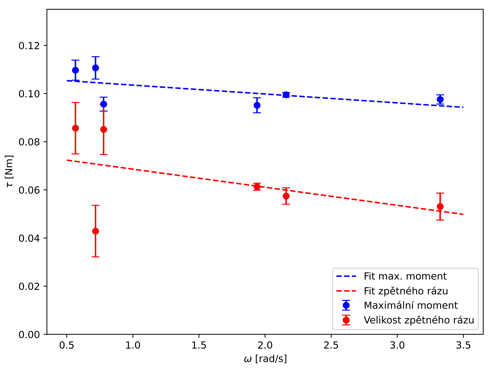 0.12
0.10
0.08
0.06
0.04
0.02
0.00
τ [Nm]
0.5
1.0
1.5
2.0
2.5
3.0
3.5
ω [rad/s]
Fit max. moment
Fit zpětného rázu
Maximální moment
Velikost zpětného rázu